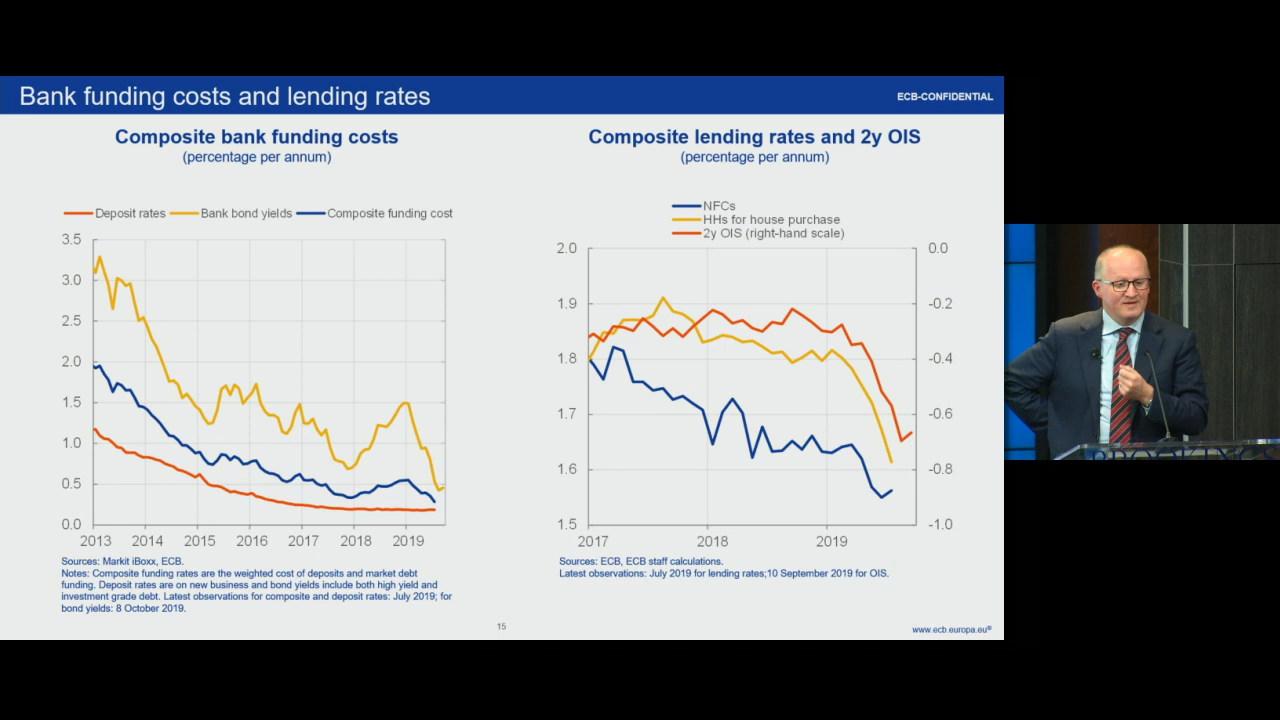 Bank funding costs and lending rates
ECB-CONFIDENTIAL
Composite bank funding costs
(percentage per annum)
Deposit rates
Bank bond yields
Composite funding cost
3.5
3.0
2.5
2.0
1.5
1.0
0.5
0.0
2013 2014 2015 2016 2017 2018 2019
Sources: Markit iBoxx, ECB.
Notes: Composite funding rates are the weighted cost of deposits and market debt
funding. Deposit rates are on new business and bond yields include both high yield and
investment grade debt. Latest observations for composite and deposit rates: July 2019; for
bond yields: 8 October 2019.
Composite lending rates and 2y OIS
(percentage per annum)
NFCs
HHs for house purchase
2y OIS (right-hand scale)
2.0
1.9
1.8
1.7
1.6
1.5
0.0
-0.2
-0.4
-0.6
-0.8
-1.0
2017 2018 2019
Sources: ECB, ECB staff calculations.
Latest observations: July 2019 for lending rates;10 September 2019 for OIS.
15
www.ecb.europa.eu®
BROOKINGS